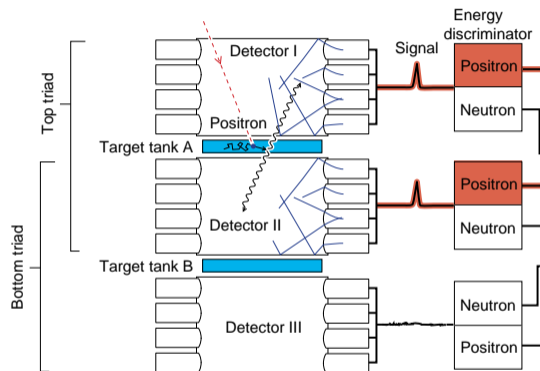 Energy
discriminator
Signal
Detector I
Positron
Neutron
Top triad
Positron
Target tank A
Positron
Neutron
Detector II
Bottom triad
Target tank B
Neutron
Detector III
Positron